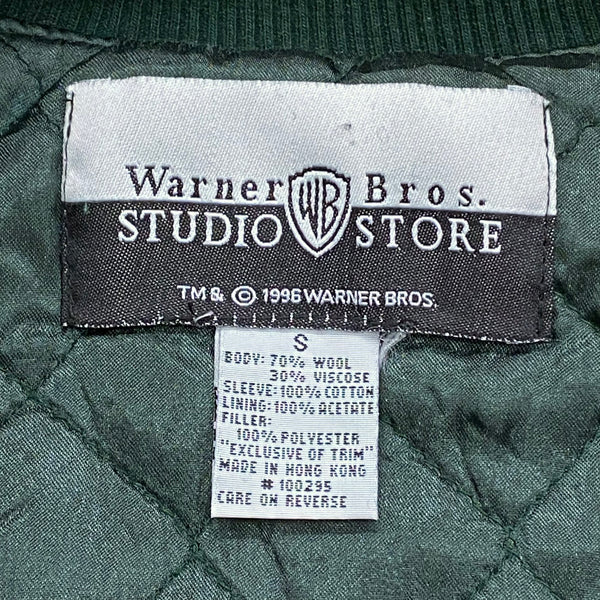 Warner Bros.
WB
STUDIO STORE
TM & © 1996 WARNER BROS.
S
BODY: 70% WOOL
30% VISCOSE
SLEEVE: 100% COTTON
LINING: 100% ACETATE
FILLER:
100% POLYESTER
"EXCLUSIVE OF TRIM"
MADE IN HONG KONG
# 100295
CARE ON REVERSE